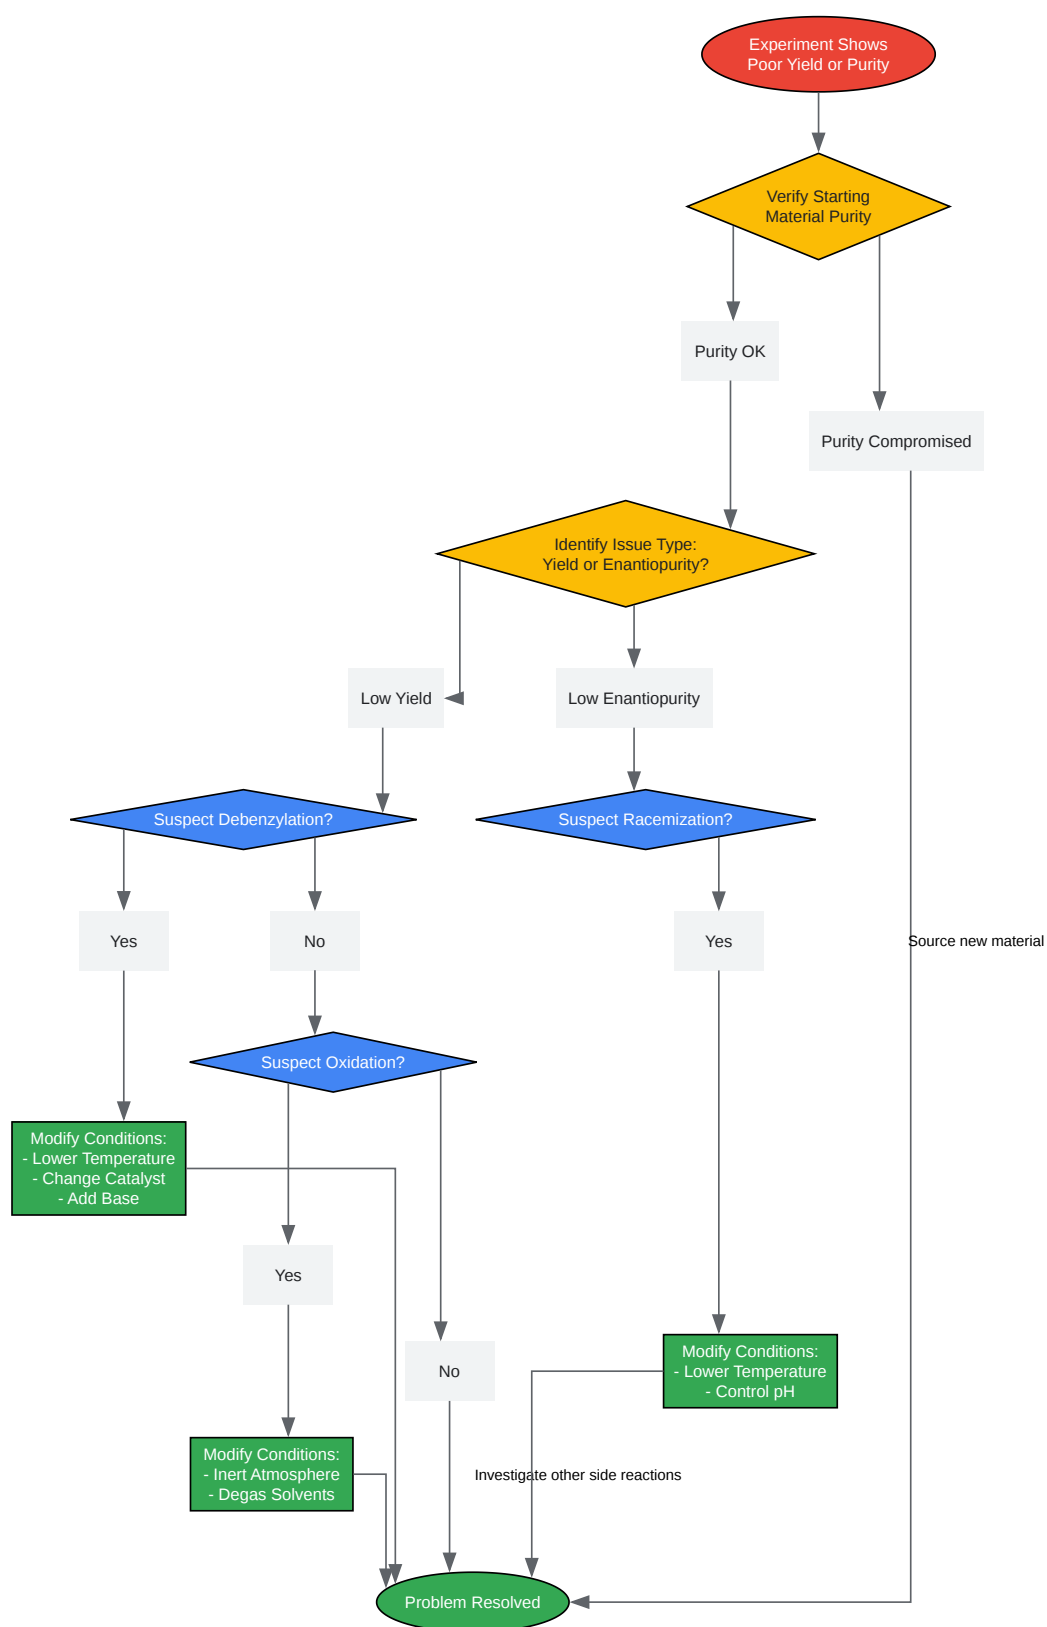 Experiment Shows
Poor Yield or Purity
Verify Starting
Material Purity
Purity OK
Purity Compromised
Identify Issue Type:
Yield or Enantiopurity?
Low Yield
Low Enantiopurity
Suspect Debenzylation?
Suspect Racemization?
Yes
No
Yes
Source new material
Suspect Oxidation?
Modify Conditions:
- Lower Temperature
- Change Catalyst
- Add Base
Yes
No
Modify Conditions:
- Lower Temperature
- Control pH
Modify Conditions:
- Inert Atmosphere
- Degas Solvents
Investigate other side reactions
Problem Resolved